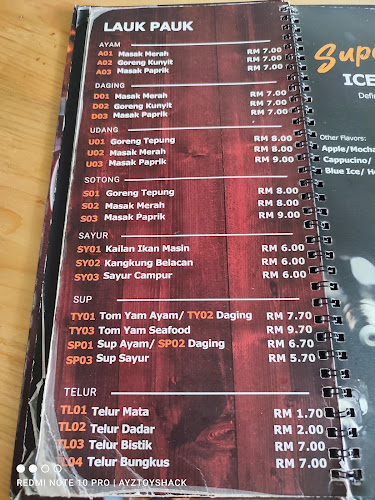 LAUK PAUK
AYAM
A01 Masak Merah RM 7.00
A02 Goreng Kunyit RM 7.00
A03 Masak Paprik RM 7.00
DAGING
D01 Masak Merah RM 7.00
D02 Goreng Kunyit RM 7.00
D03 Masak Paprik RM 7.00
UDANG
U01 Goreng Tepung RM 8.00
U02 Masak Merah RM 8.00
U03 Masak Paprik RM 9.00
SOTONG
S01 Goreng Tepung RM 8.00
S02 Masak Merah RM 8.00
S03 Masak Paprik RM 9.00
SAYUR
SY01 Kailan Ikan Masin RM 6.00
SY02 Kangkung Belacan RM 6.00
SY03 Sayur Campur RM 6.00
SUP
TY01 Tom Yam Ayam/ TY02 Daging RM 7.70
TY03 Tom Yam Seafood RM 9.70
SP01 Sup Ayam/ SP02 Daging RM 6.70
SP03 Sup Sayur RM 5.70
TELUR
TL01 Telur Mata RM 1.70
TL02 Telur Dadar RM 2.00
TL03 Telur Bistik RM 7.00
TL04 Telur Bungkus RM 7.00
ICE
Other Flavors:
Apple/Mocha
Cappucino/
Blue Ice/
REDMI NOTE 10 PRO | AYZTOYSHACK